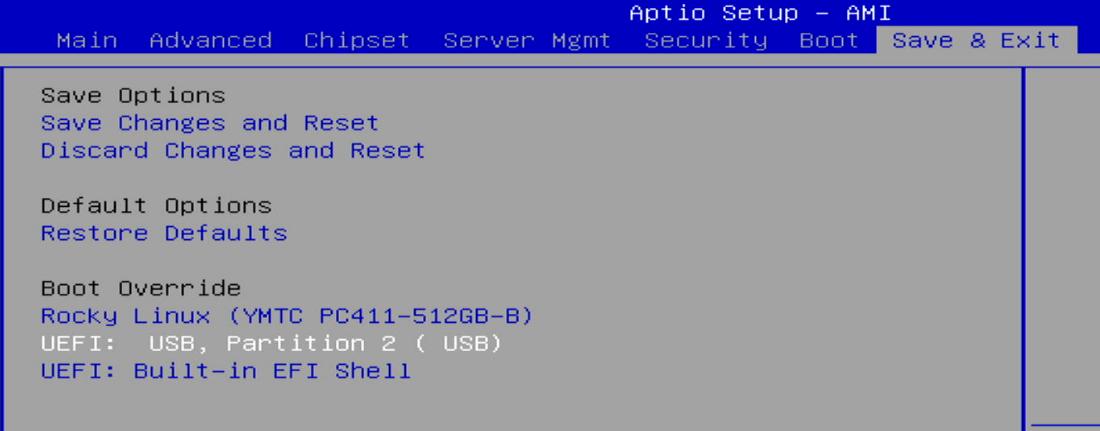 Aptio Setup – AMI
Main Advanced Chipset Server Mgmt Security Boot Save & Exit
Save Options
Save Changes and Reset
Discard Changes and Reset
Default Options
Restore Defaults
Boot Override
Rocky Linux (YMTC PC411-512GB-B)
UEFI:  USB, Partition 2 ( USB)
UEFI: Built-in EFI Shell